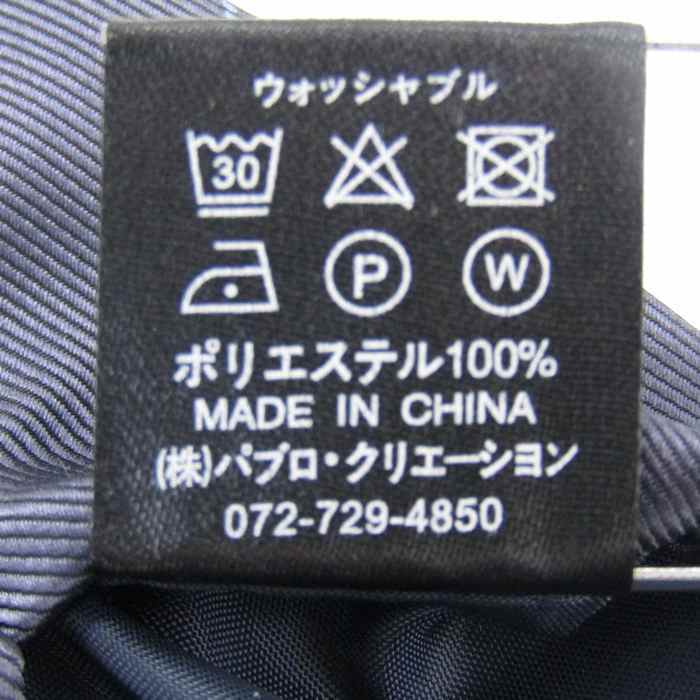 ウォッシャブル
30
P W
ポリエステル100%
MADE IN CHINA
(株)パブロ・クリエーション
072-729-4850